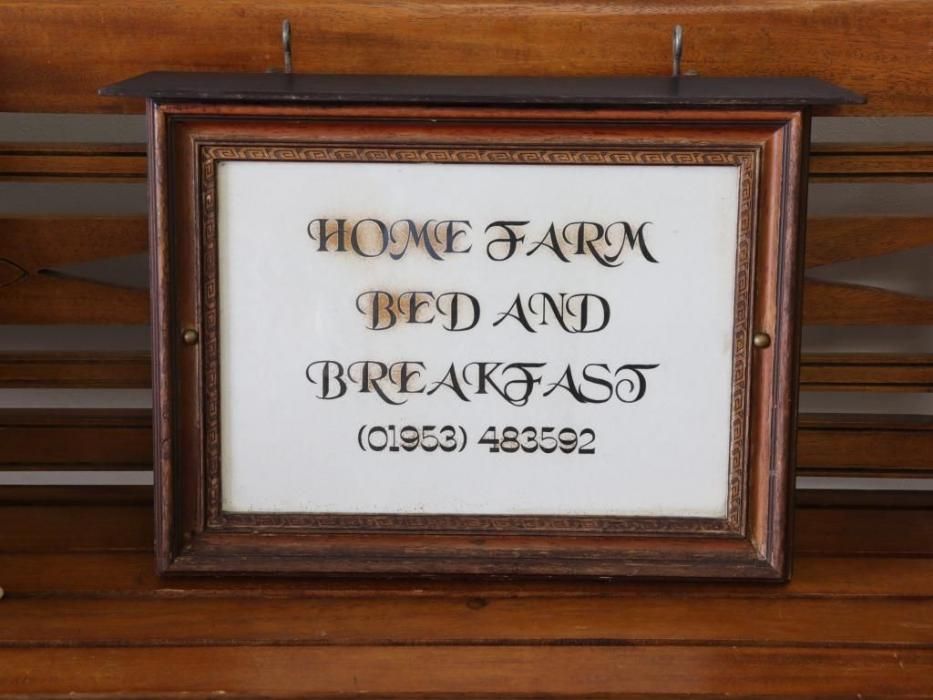 HOME FARM
BED AND
BREAKFAST
(01953) 483592